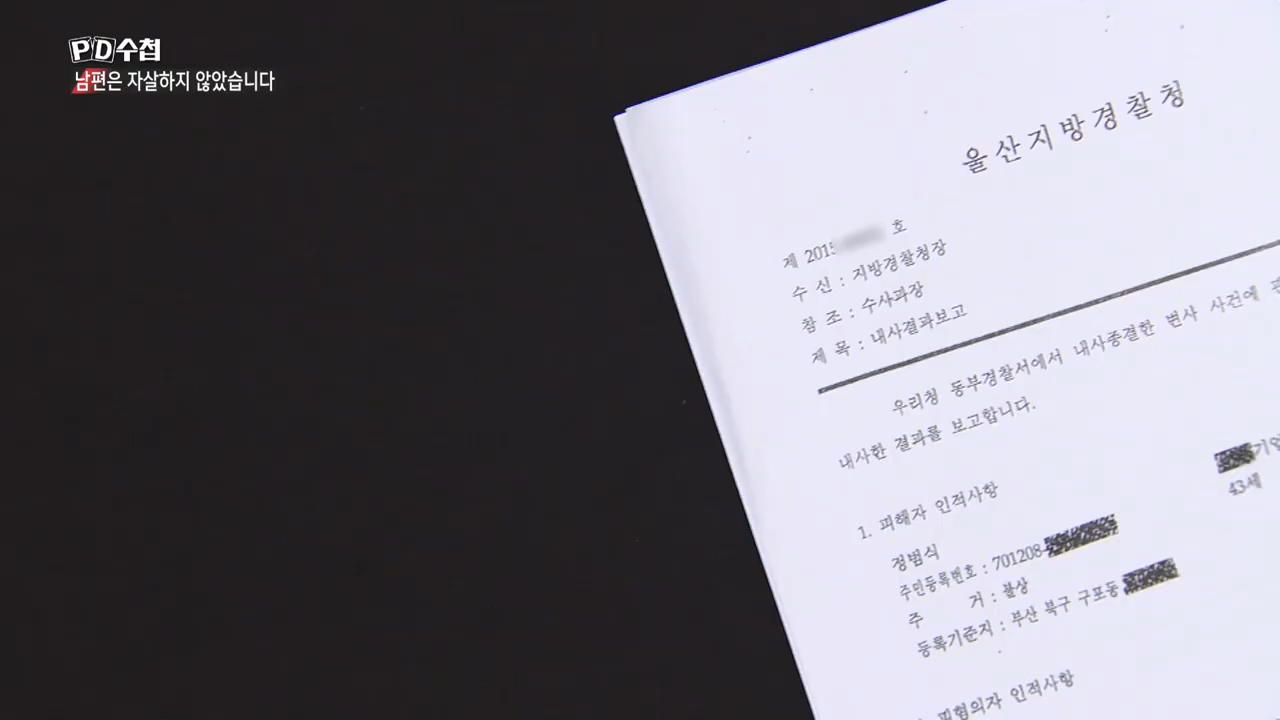 PD수첩
남편은 자살하지 않았습니다
울산지방경찰청
제 2015 호
수 신 : 지방경찰청장
참 조 : 수사과장
제 목 : 내사결과보고
우리청 동부경찰서에서 내사종결한 변사 사건에
내사한 결과를 보고합니다.
1. 피해자 인적사항
정범식 기업
43세
주민등록번호 : 701208-
주 거 : 불상
등록기준지 : 부산 북구 구포동
피혐의자 인적사항